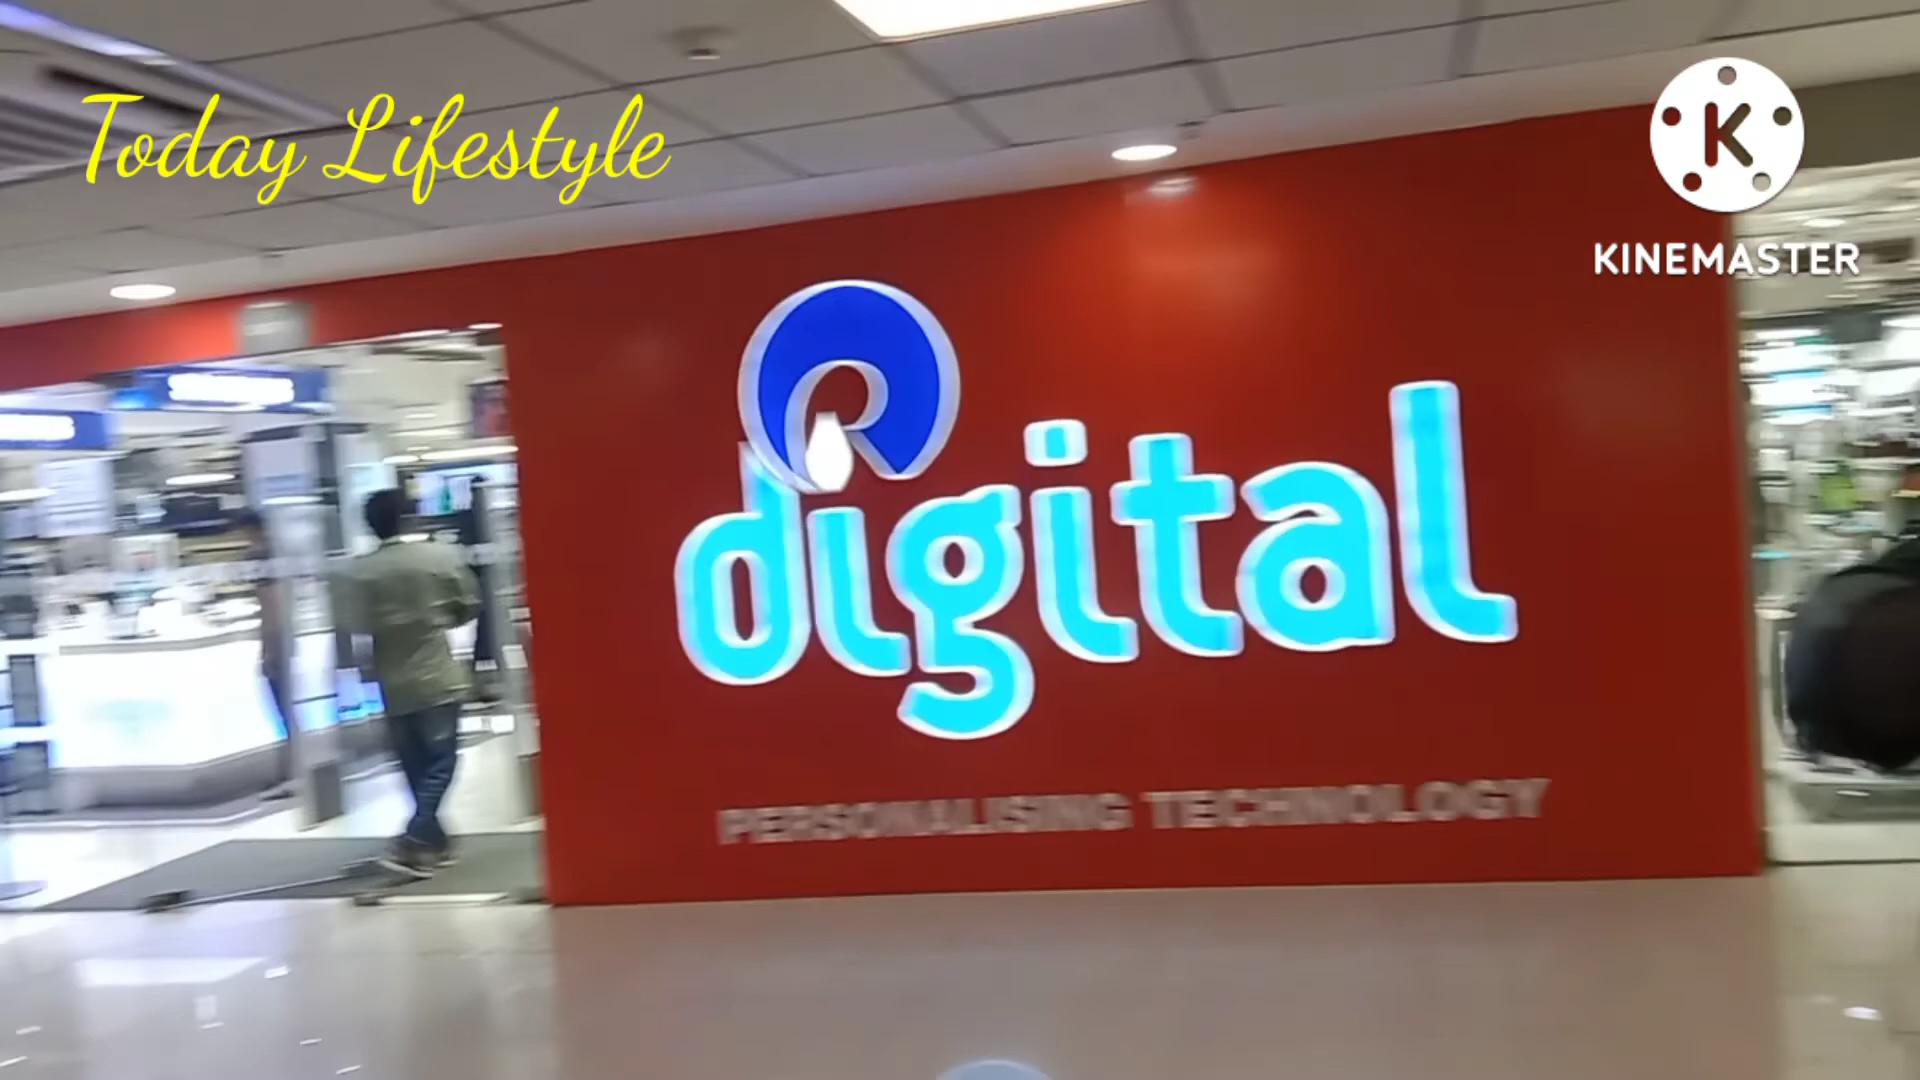 Today Lifestyle
K
KINEMASTER
R
digital
PERSONALISING TECHNOLOGY